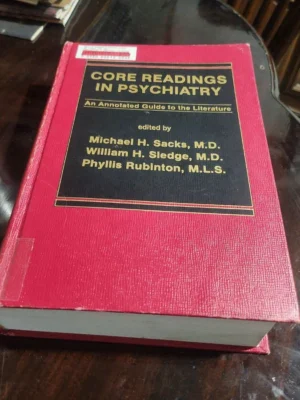 CORE READINGS
IN PSYCHIATRY
An Annotated Guide to the Literature
edited by
Michael H. Sacks, M.D.
William H. Sledge, M.D.
Phyllis Rubinton, M.L.S.